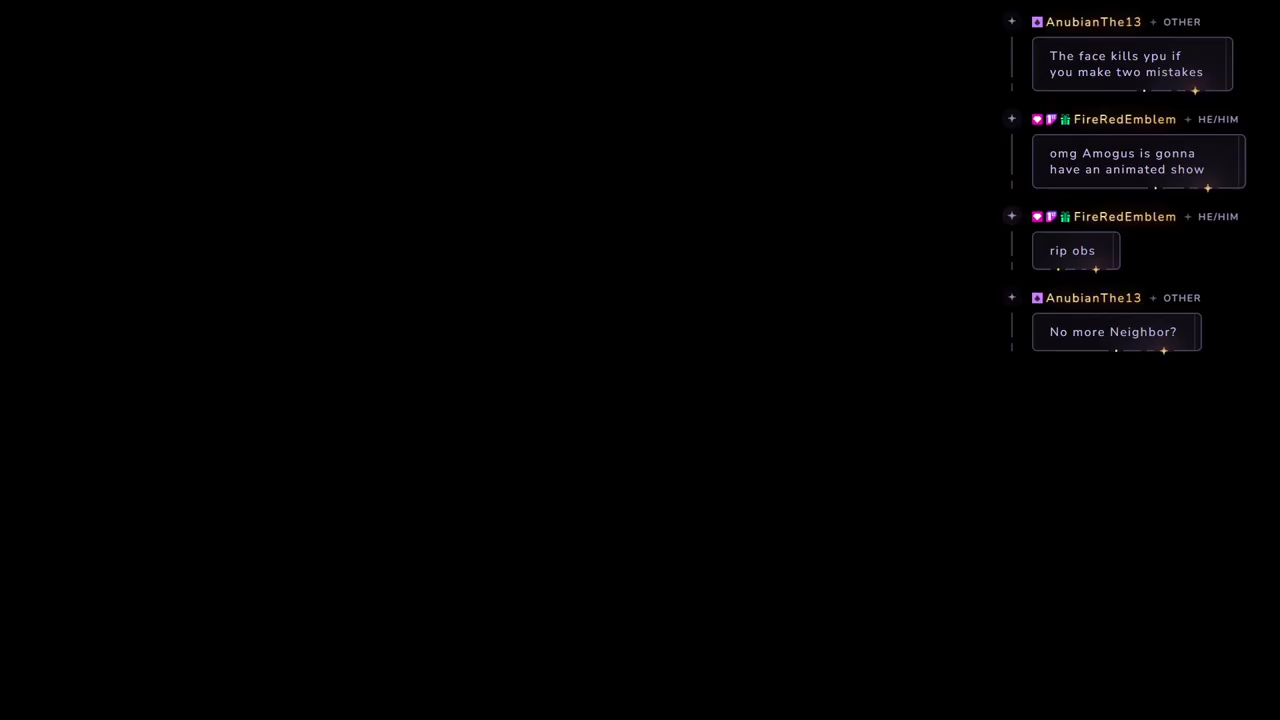 AnubianThe13 OTHER
The face kills ypu if
you make two mistakes
FireRedEmblem HE/HIM
omg Amogus is gonna
have an animated show
FireRedEmblem HE/HIM
rip obs
AnubianThe13 OTHER
No more Neighbor?